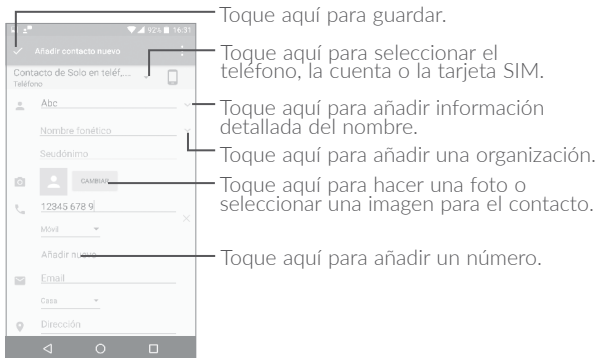 92% 16:31
Añadir contacto nuevo
Contacto de Solo en teléf,...
Teléfono
Abc
Nombre fonético
Seudónimo
CAMBIAR
12345 678 9
Móvil
Añadir nuevo
Email
Casa
Dirección
Toque aquí para guardar.
Toque aquí para seleccionar el
teléfono, la cuenta o la tarjeta SIM.
Toque aquí para añadir información
detallada del nombre.
Toque aquí para añadir una organización.
Toque aquí para hacer una foto o
seleccionar una imagen para el contacto.
Toque aquí para añadir un número.